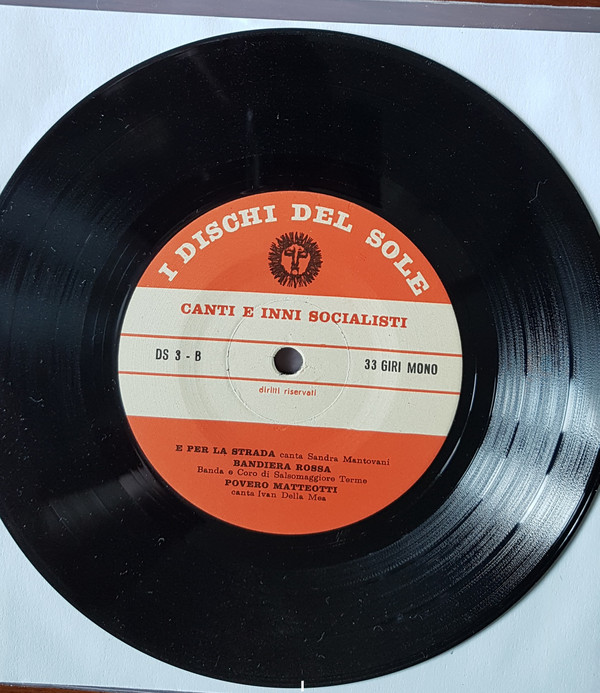 I DISCHI DEL SOLE
CANTI E INNI SOCIALISTI
DS 3 - B
33 GIRI MONO
diritti riservati
E PER LA STRADA canta Sandra Mantovani
BANDIERA ROSSA
Banda e Coro di Salsomaggiore Terme
POVERO MATTEOTTI
canta Ivan Della Mea